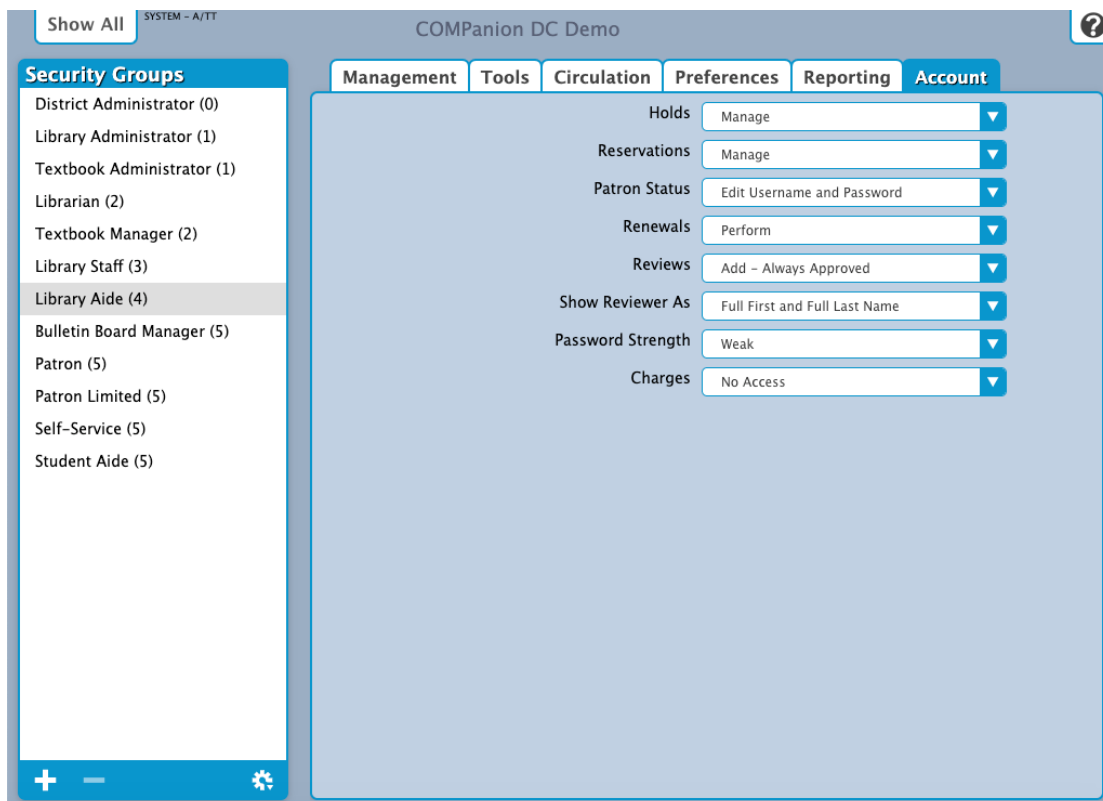 Show All
SYSTEM – A/TT
COMPanion DC Demo
?
Security Groups
District Administrator (0)
Library Administrator (1)
Textbook Administrator (1)
Librarian (2)
Textbook Manager (2)
Library Staff (3)
Library Aide (4)
Bulletin Board Manager (5)
Patron (5)
Patron Limited (5)
Self-Service (5)
Student Aide (5)
Management Tools Circulation Preferences Reporting Account
Holds Manage
Reservations Manage
Patron Status Edit Username and Password
Renewals Perform
Reviews Add – Always Approved
Show Reviewer As Full First and Full Last Name
Password Strength Weak
Charges No Access